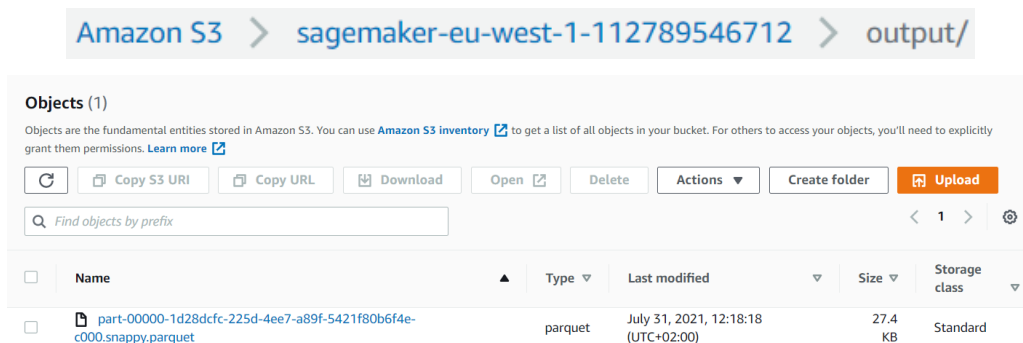 Amazon S3 > sagemaker-eu-west-1-112789546712 > output/
Objects (1)
Objects are the fundamental entities stored in Amazon S3. You can use Amazon S3 inventory to get a list of all objects in your bucket. For others to access your objects, you'll need to explicitly
grant them permissions. Learn more
Copy S3 URI Copy URL Download Open Delete Actions Create folder Upload
Find objects by prefix < 1 >
Name Type Last modified Size Storage
class
part-00000-1d28dcfc-225d-4ee7-a89f-5421f80b6f4e- parquet July 31, 2021, 12:18:18 27.4 Standard
c000.snappy.parquet (UTC+02:00) KB